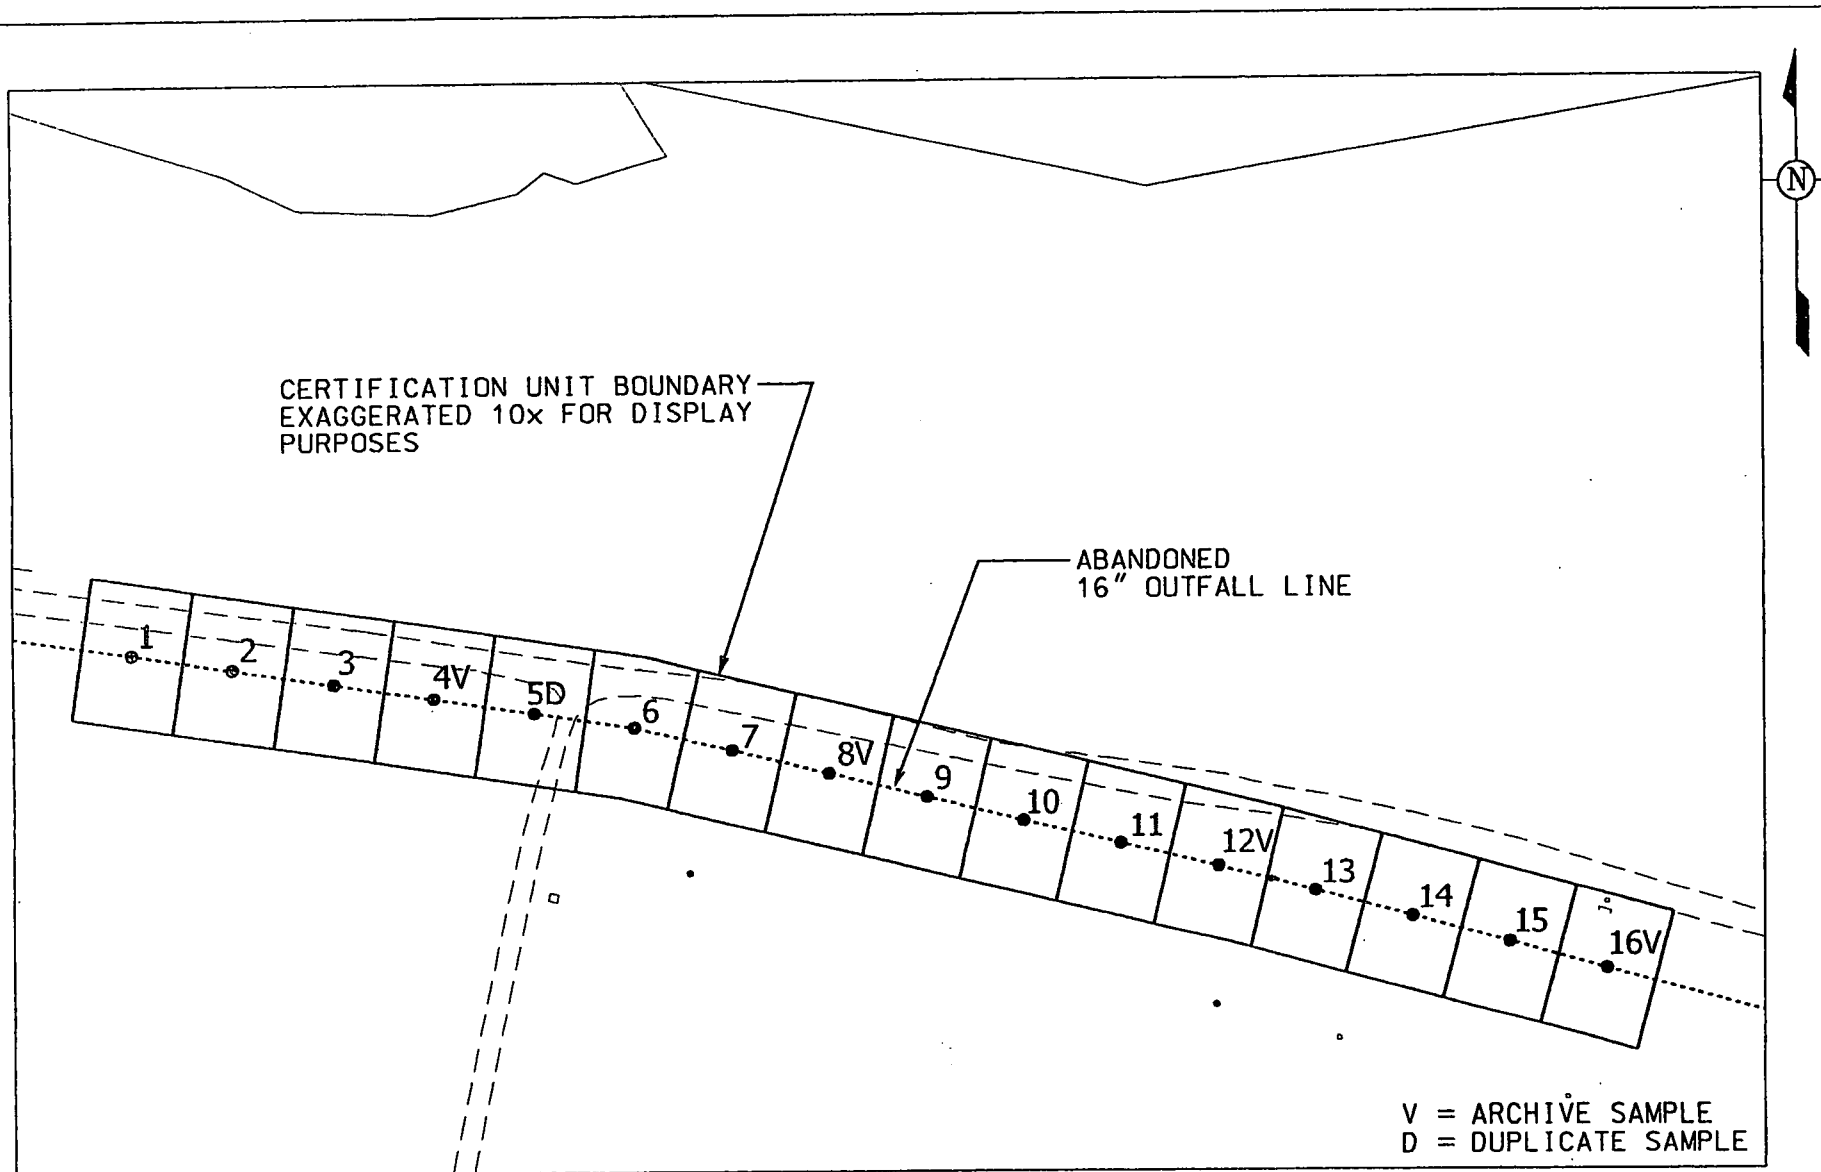 N
CERTIFICATION UNIT BOUNDARY
EXAGGERATED 10x FOR DISPLAY
PURPOSES
ABANDONED
16" OUTFALL LINE
1
2
3
4V
5D
6
7
8V
9
10
11
12V
13
14
15
16V
V = ARCHIVE SAMPLE
D = DUPLICATE SAMPLE